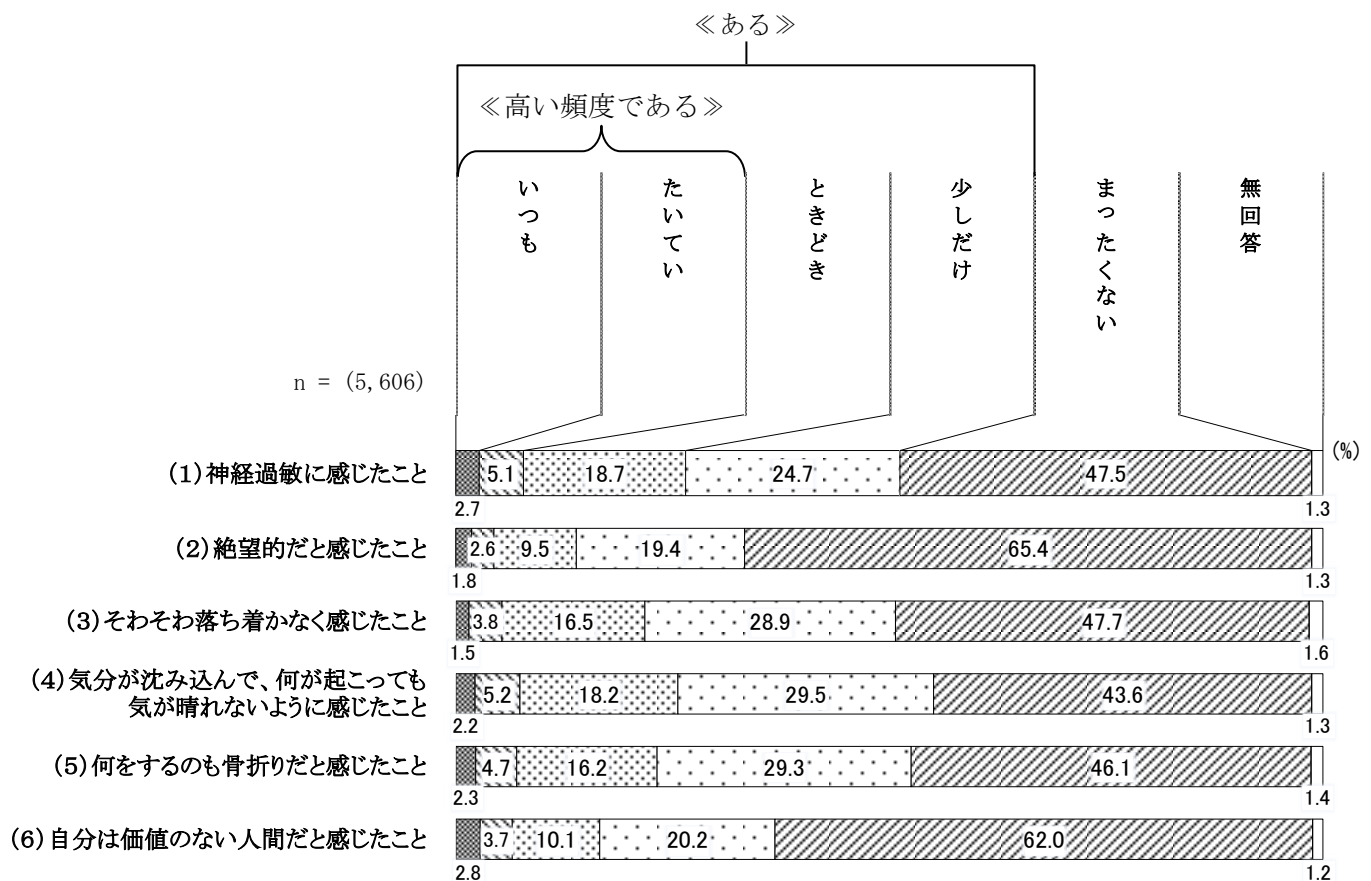 ≪ある≫
≪高い頻度である≫
いつも
たいてい
ときどき
少しだけ
まったくない
無回答
n = (5,606)
(%)
(1)神経過敏に感じたこと
5.1 18.7 24.7 47.5
2.7 1.3
(2)絶望的だと感じたこと
2.6 9.5 19.4 65.4
1.8 1.3
(3)そわそわ落ち着かなく感じたこと
3.8 16.5 28.9 47.7
1.5 1.6
(4)気分が沈み込んで、何が起こっても
気が晴れないように感じたこと
5.2 18.2 29.5 43.6
2.2 1.3
(5)何をするのも骨折りだと感じたこと
4.7 16.2 29.3 46.1
2.3 1.4
(6)自分は価値のない人間だと感じたこと
3.7 10.1 20.2 62.0
2.8 1.2